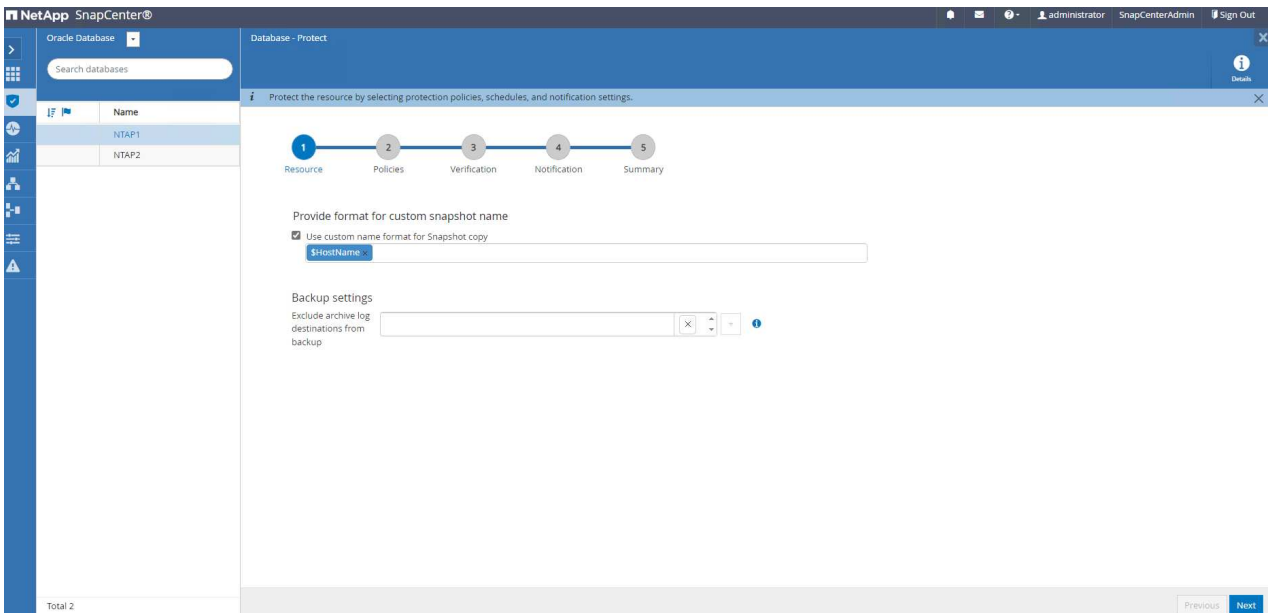 NetApp SnapCenter®
administrator SnapCenterAdmin Sign Out
Oracle Database
Search databases
Name
NTAP1
NTAP2
Total 2
Database - Protect
Details
i Protect the resource by selecting protection policies, schedules, and notification settings.
1 2 3 4 5
Resource Policies Verification Notification Summary
Provide format for custom snapshot name
Use custom name format for Snapshot copy
$HostName x
Backup settings
Exclude archive log
destinations from
backup
Previous Next